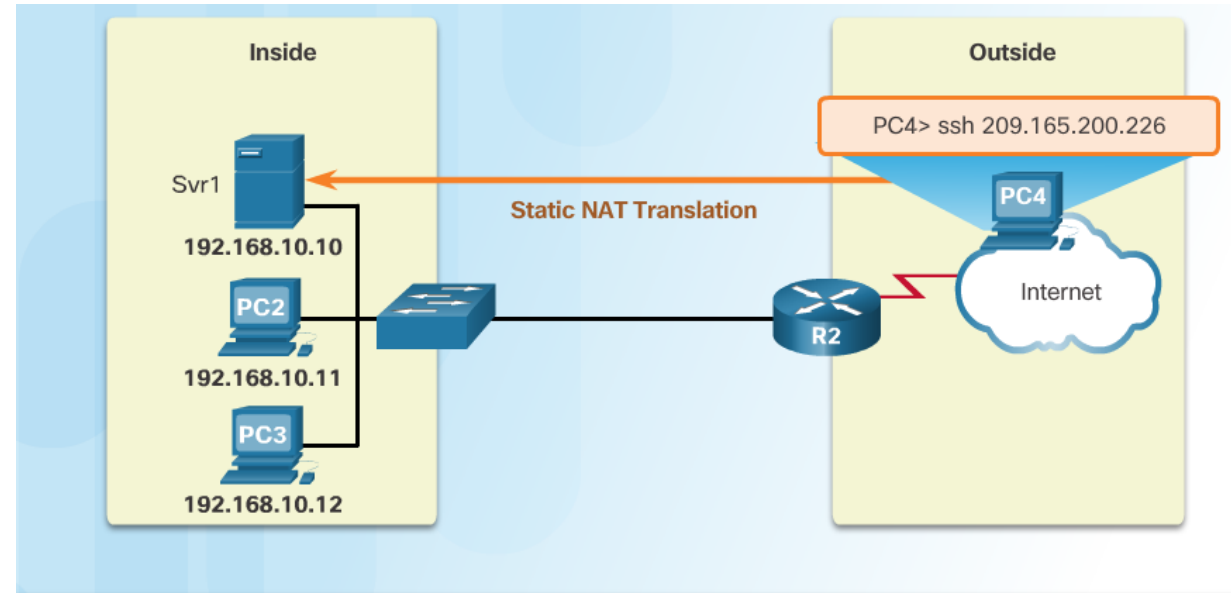 Inside
Outside
PC4> ssh 209.165.200.226
Svr1
Static NAT Translation
PC4
192.168.10.10
PC2
Internet
R2
192.168.10.11
PC3
192.168.10.12